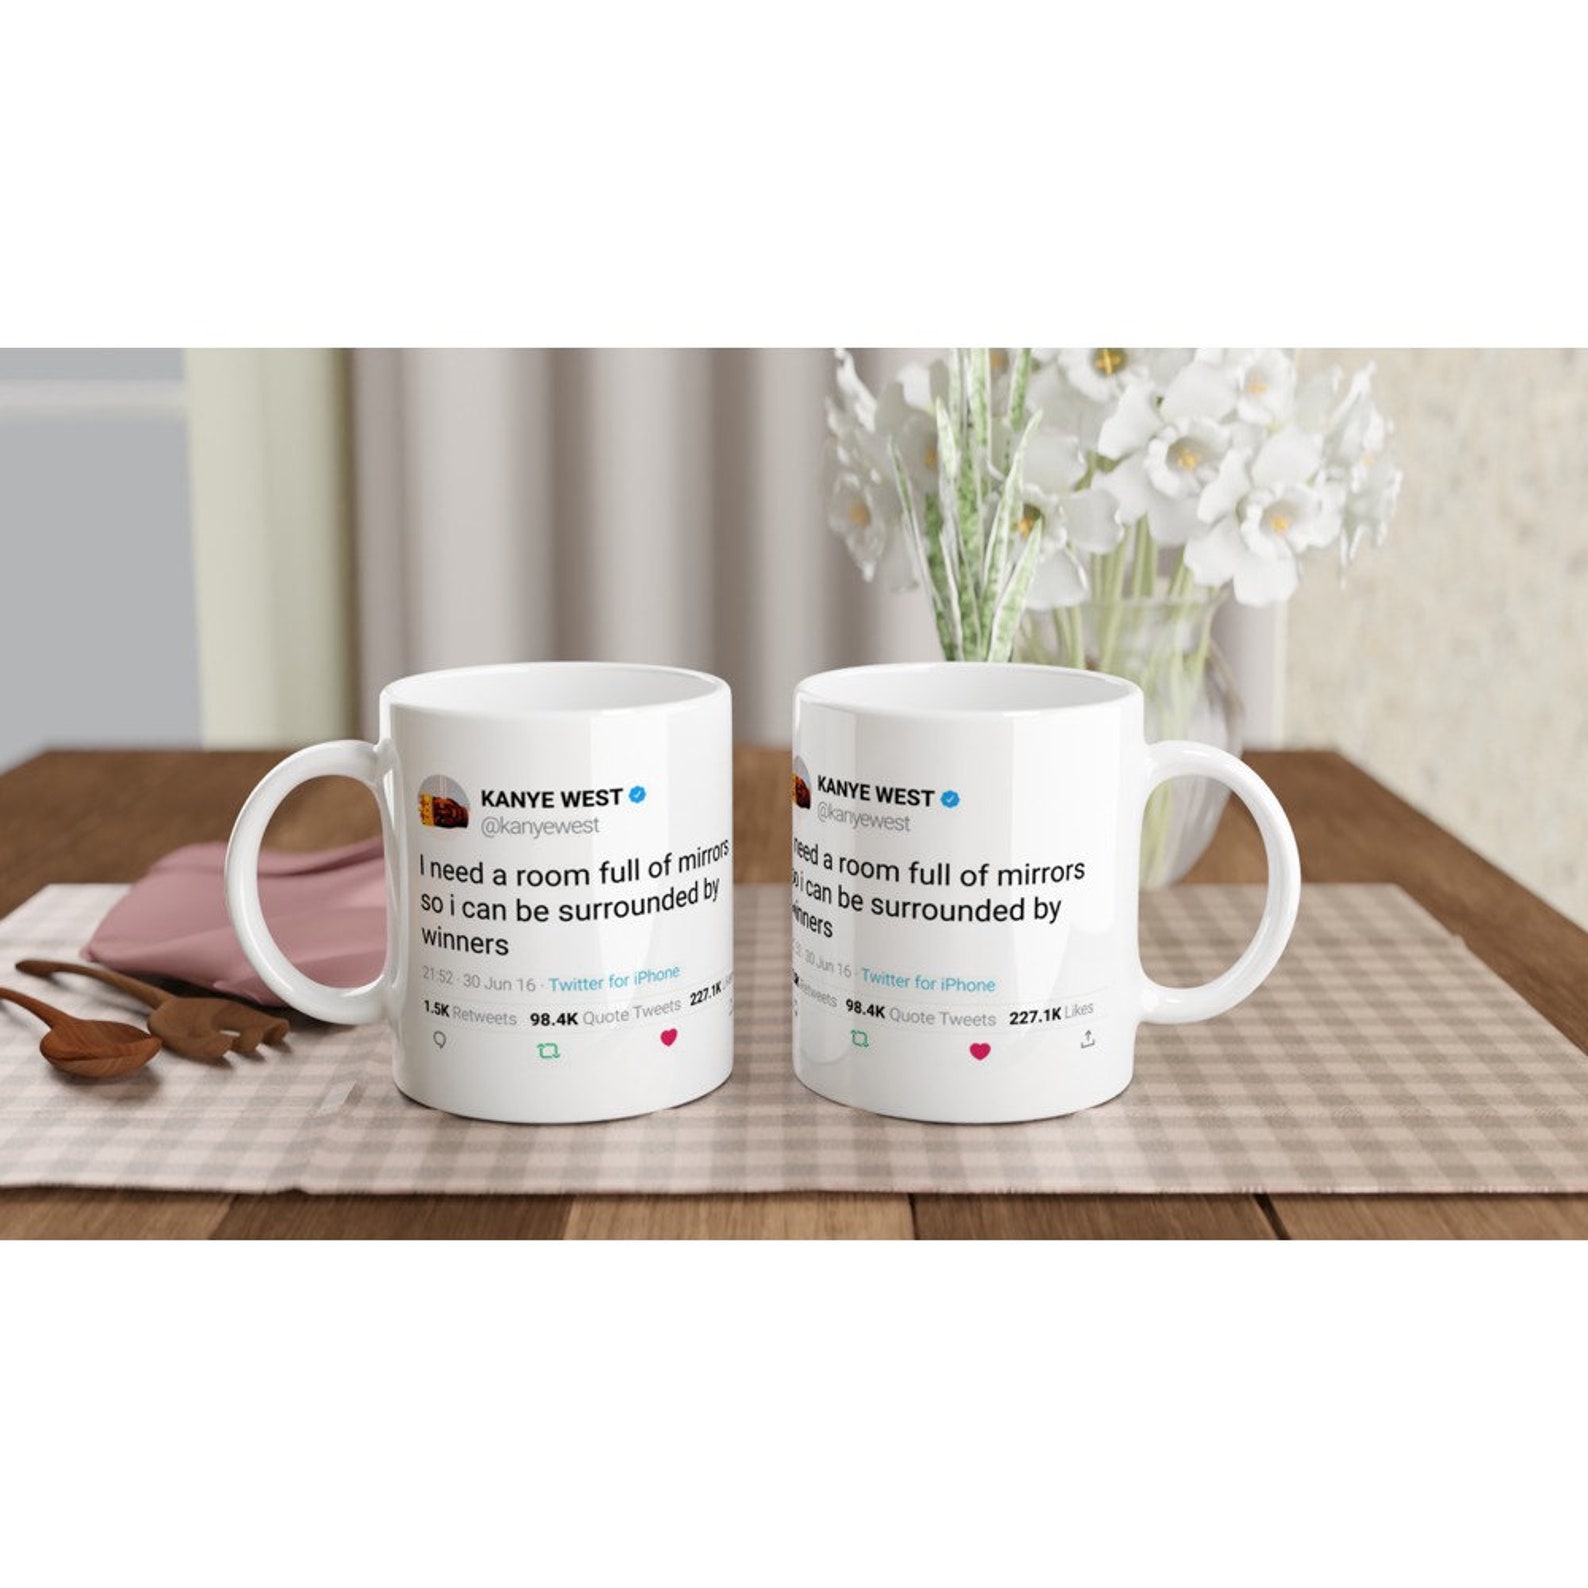 KANYE WEST
@kanyewest
I need a room full of mirrors
so i can be surrounded by
winners
21:52 · 30 Jun 16 · Twitter for iPhone
1.5K Retweets 98.4K Quote Tweets 227.1K
KANYE WEST
@kanyewest
need a room full of mirrors
i can be surrounded by
winners
30 Jun 16 · Twitter for iPhone
Retweets 98.4K Quote Tweets 227.1K Likes